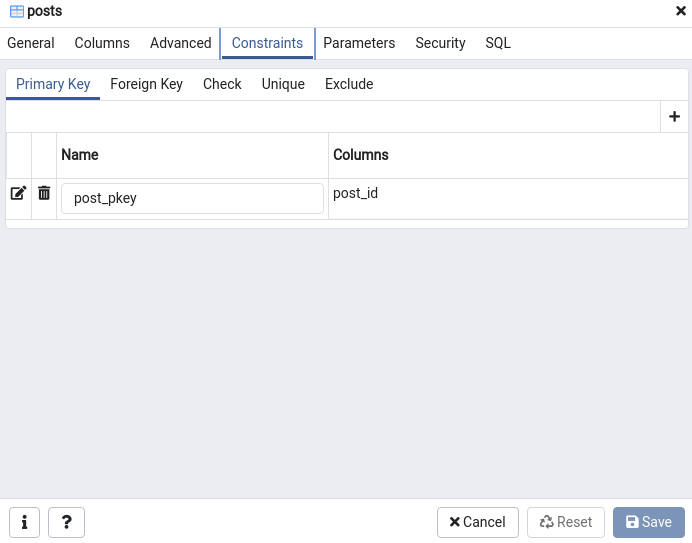 posts
General Columns Advanced Constraints Parameters Security SQL
Primary Key Foreign Key Check Unique Exclude
Name Columns
post_pkey post_id
Cancel Reset Save